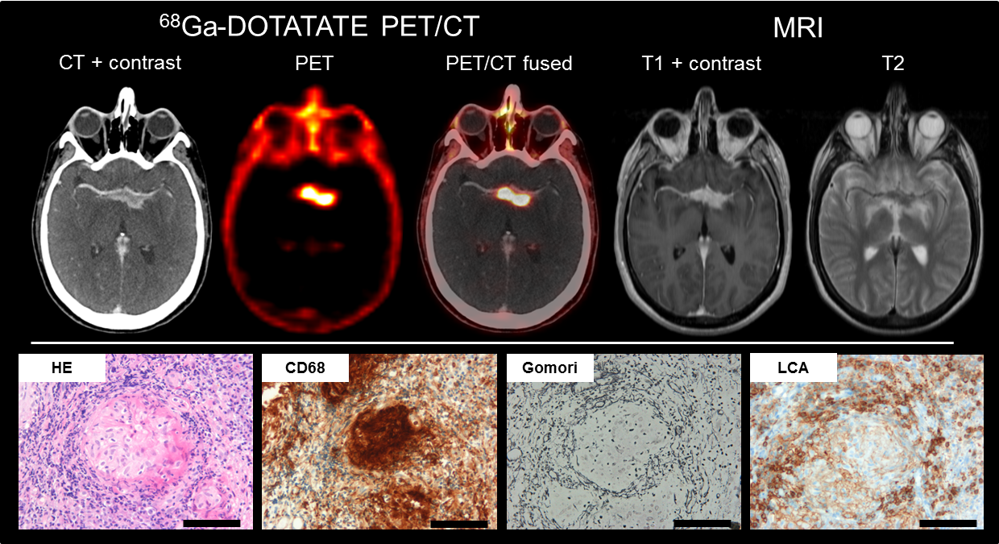 ⁶⁸Ga-DOTATATE PET/CT
MRI
CT + contrast
PET
PET/CT fused
T1 + contrast
T2
HE
CD68
Gomori
LCA